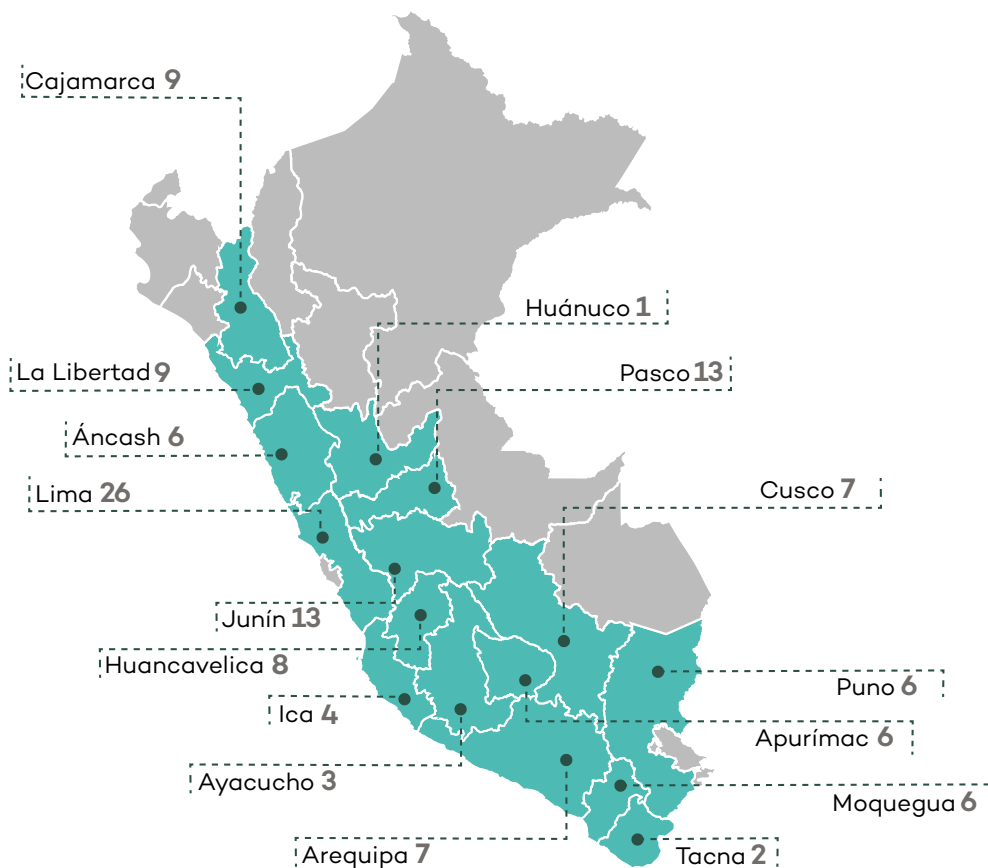 Cajamarca 9
Huánuco 1
La Libertad 9
Pasco 13
Áncash 6
Lima 26
Cusco 7
Junín 13
Huancavelica 8
Puno 6
Ica 4
Apurímac 6
Ayacucho 3
Moquegua 6
Arequipa 7
Tacna 2